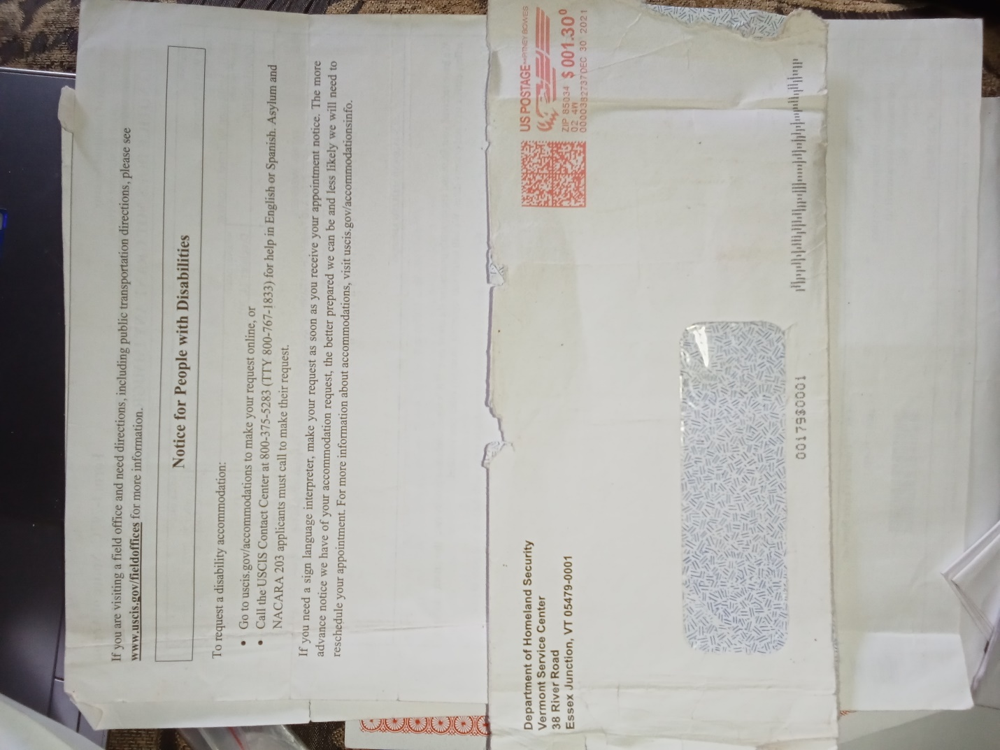 If you are visiting a field office and need directions, including public transportation directions, please see
www.uscis.gov/fieldoffices for more information.
Notice for People with Disabilities
To request a disability accommodation:
• Go to uscis.gov/accommodations to make your request online, or
• Call the USCIS Contact Center at 800-375-5283 (TTY 800-767-1833) for help in English or Spanish. Asylum and
NACARA 203 applicants must call to make their request.
If you need a sign language interpreter, make your request as soon as you receive your appointment notice. The more
advance notice we have of your accommodation request, the better prepared we can be and less likely we will need to
reschedule your appointment. For more information about accommodations, visit uscis.gov/accommodationsinfo.
Department of Homeland Security
Vermont Service Center
38 River Road
Essex Junction, VT 05479-0001
US POSTAGE PITNEY BOWES
ZIP 85034 $ 001.30⁰
02 4W
0000382737 DEC 30 2021